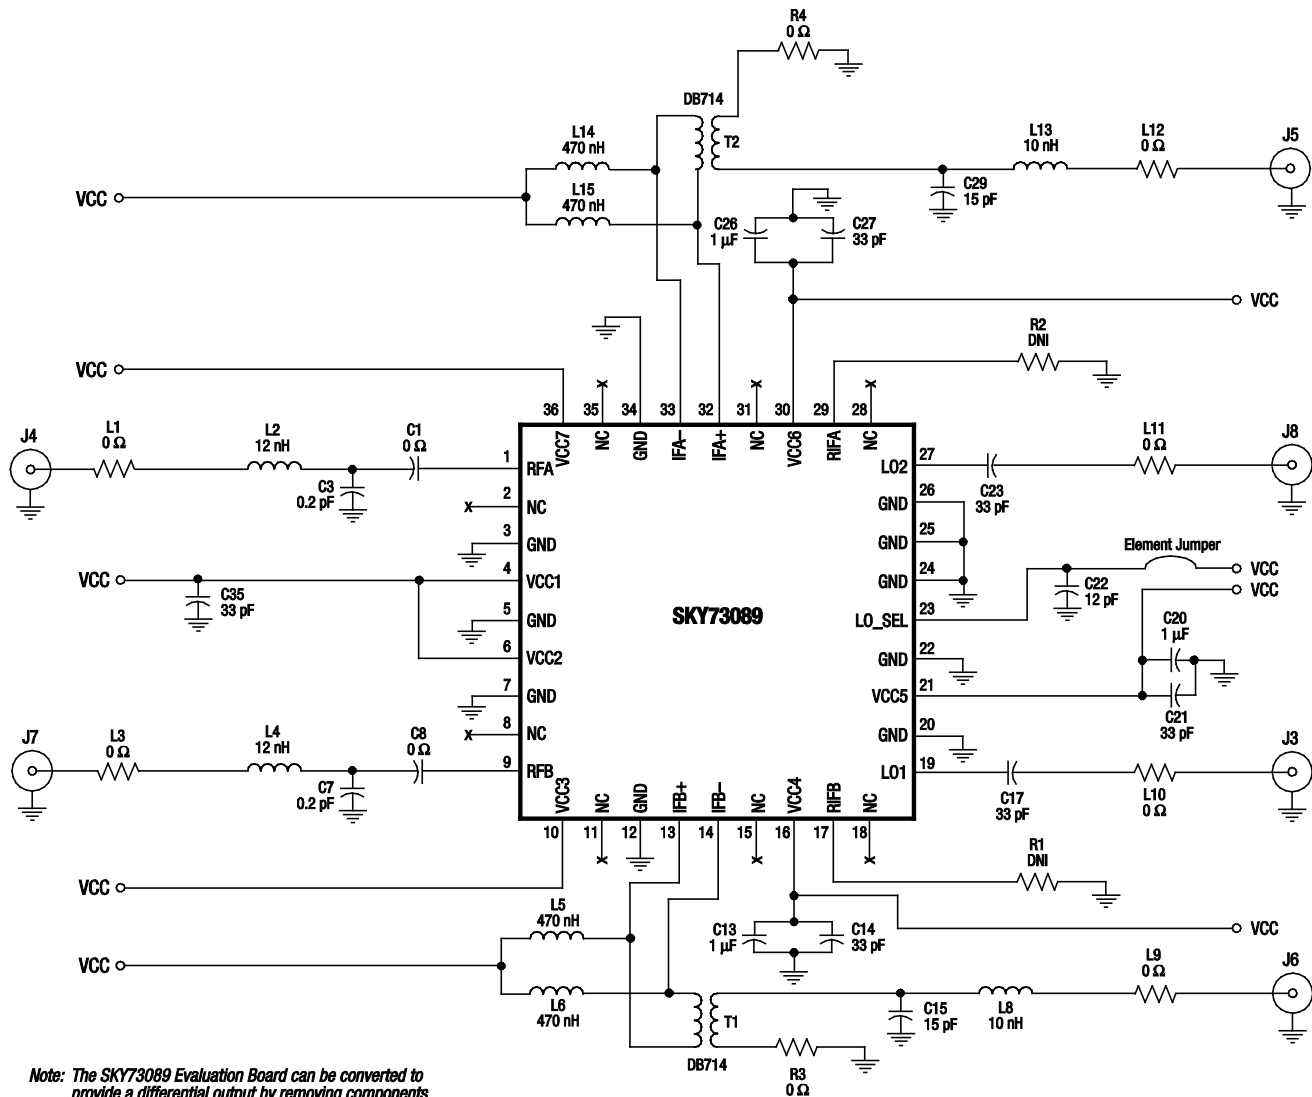 R4
0 Ω
DB714
T2
L14
470 nH
L15
470 nH
L13
10 nH
L12
0 Ω
J5
VCC
C29
15 pF
C26
1 µF
C27
33 pF
VCC
R2
DNI
VCC
36
35
34
33
32
31
30
29
28
VCC7
NC
GND
IFA–
IFA+
NC
VCC6
RIFA
NC
J4
L1
0 Ω
L2
12 nH
C1
0 Ω
C3
0.2 pF
1
RFA
2
NC
3
GND
VCC
C35
33 pF
4
VCC1
5
GND
6
VCC2
7
GND
8
NC
9
RFB
J7
L3
0 Ω
L4
12 nH
C8
0 Ω
C7
0.2 pF
SKY73089
LO2
27
GND
26
GND
25
GND
24
LO_SEL
23
GND
22
VCC5
21
GND
20
LO1
19
C23
33 pF
L11
0 Ω
J8
Element Jumper
VCC
VCC
C22
12 pF
C20
1 µF
C21
33 pF
C17
33 pF
L10
0 Ω
J3
VCC3
NC
GND
IFB+
IFB–
NC
VCC4
RIFB
NC
10
11
12
13
14
15
16
17
18
R1
DNI
VCC
L5
470 nH
VCC
L6
470 nH
C13
1 µF
C14
33 pF
VCC
T1
DB714
C15
15 pF
L8
10 nH
L9
0 Ω
J6
R3
0 Ω
Note: The SKY73089 Evaluation Board can be converted to
provide a differential output by removing components